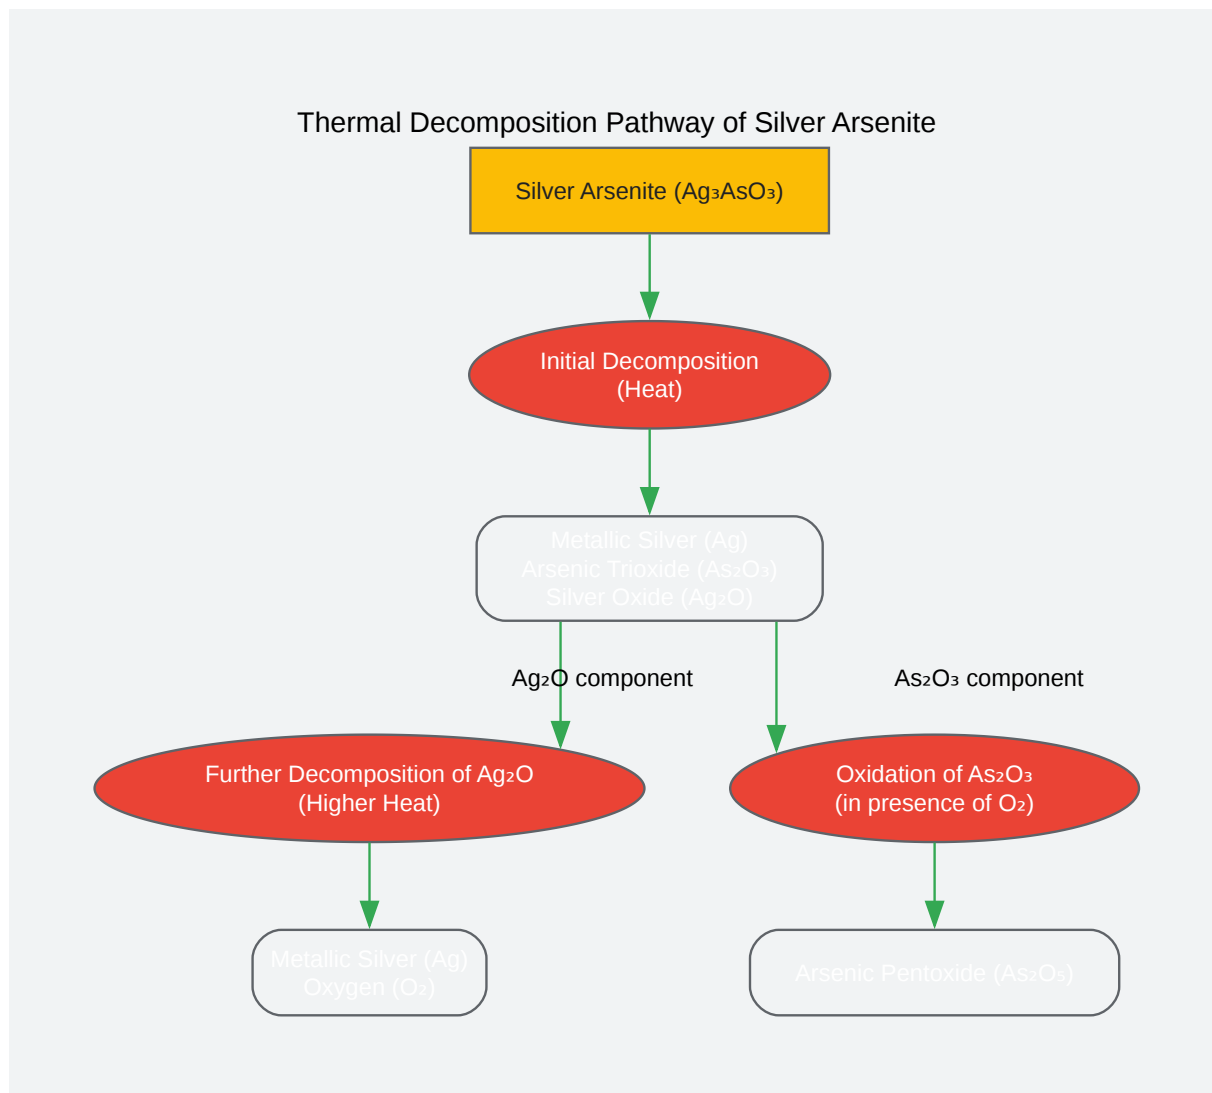 Thermal Decomposition Pathway of Silver Arsenite
Silver Arsenite (Ag₃AsO₃)
Initial Decomposition
(Heat)
Metallic Silver (Ag)
Arsenic Trioxide (As₂O₃)
Silver Oxide (Ag₂O)
Ag₂O component
As₂O₃ component
Further Decomposition of Ag₂O
(Higher Heat)
Oxidation of As₂O₃
(in presence of O₂)
Metallic Silver (Ag)
Oxygen (O₂)
Arsenic Pentoxide (As₂O₅)